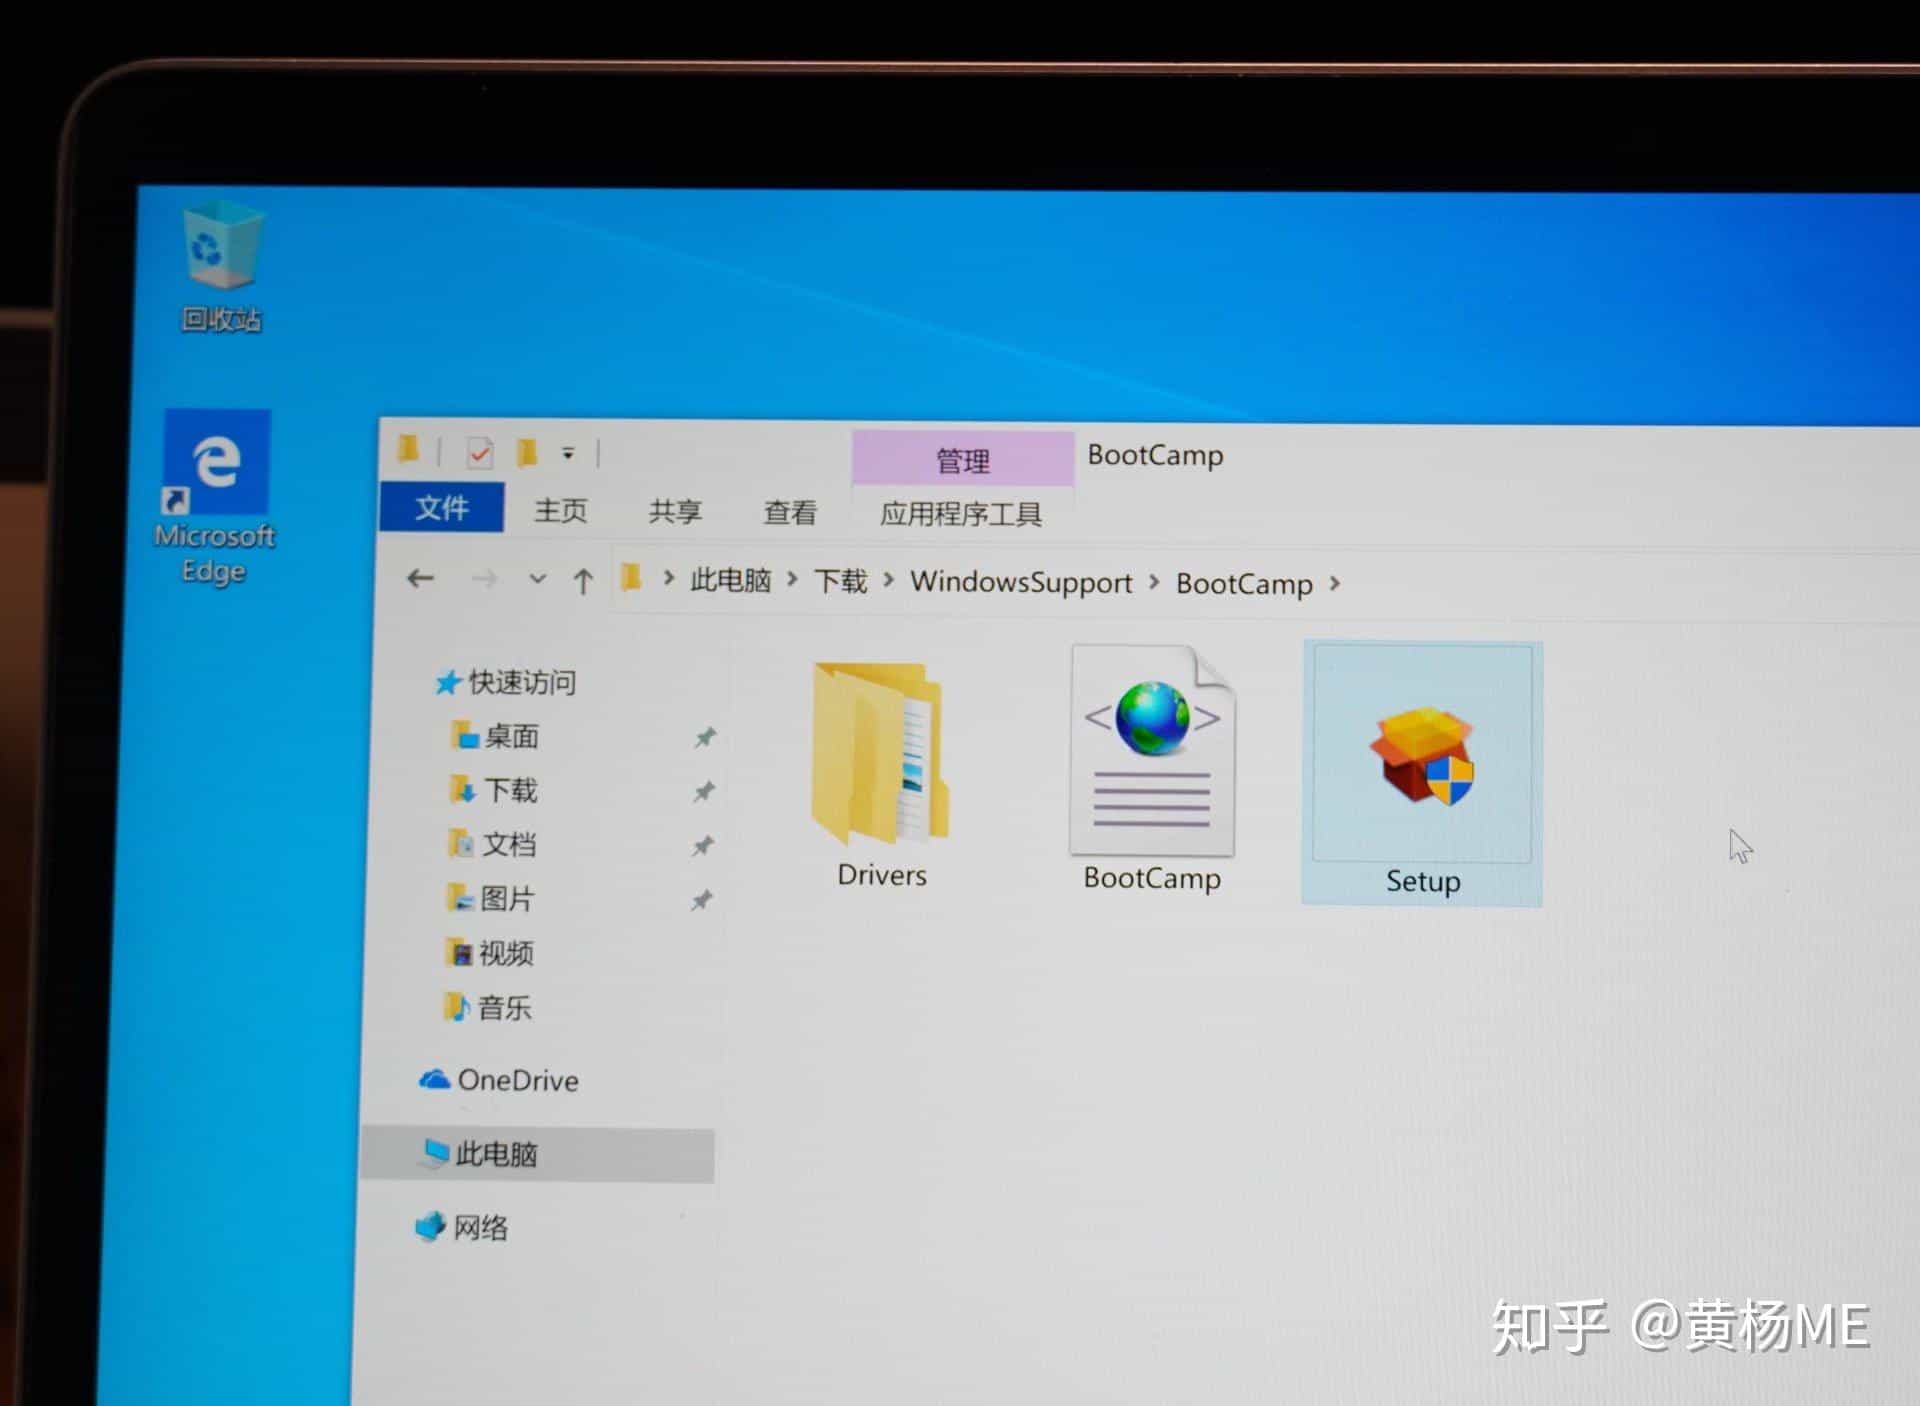 回收站
Microsoft
Edge
管理
BootCamp
文件
主页
共享
查看
应用程序工具
此电脑 > 下载 > WindowsSupport > BootCamp >
快速访问
桌面
下载
文档
图片
视频
音乐
OneDrive
此电脑
网络
Drivers
BootCamp
Setup
知乎 @黄杨ME